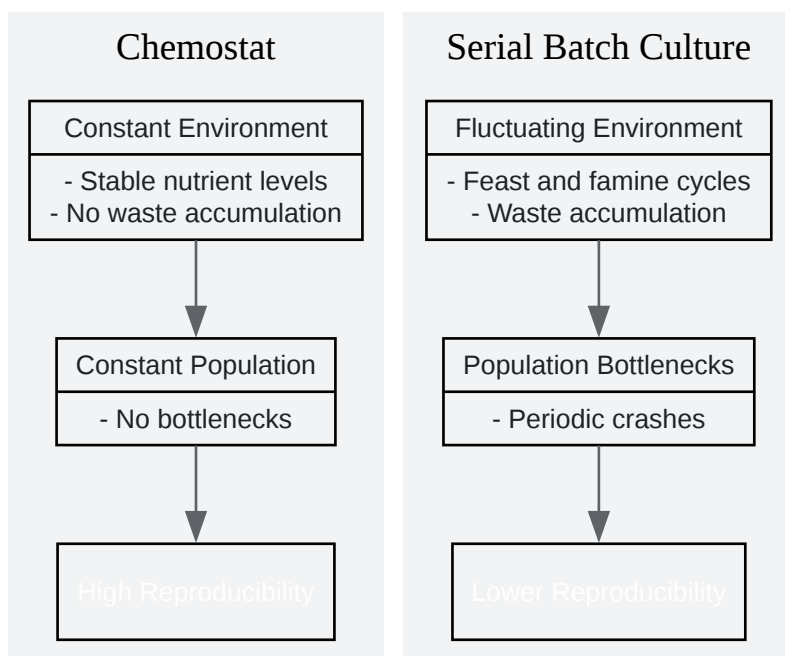 Chemostat
Constant Environment
- Stable nutrient levels
- No waste accumulation
Constant Population
- No bottlenecks
High Reproducibility
Serial Batch Culture
Fluctuating Environment
- Feast and famine cycles
- Waste accumulation
Population Bottlenecks
- Periodic crashes
Lower Reproducibility